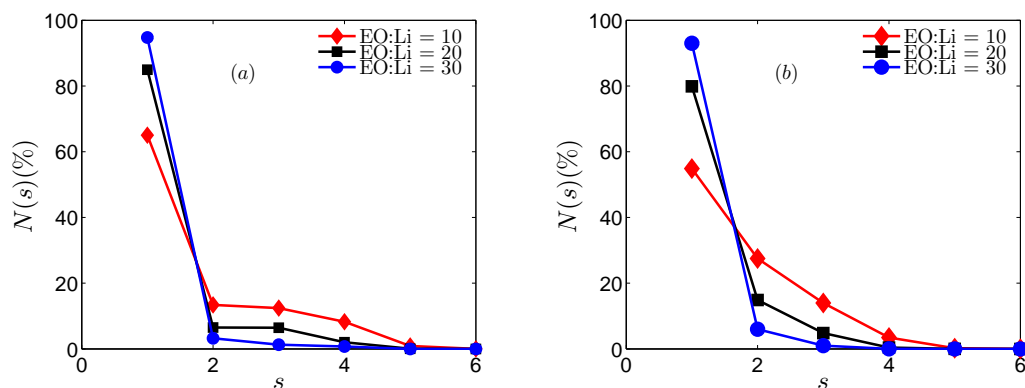 100
80
60
40
20
0
0
2
4
6
N(s)(%)
s
(a)
EO:Li = 10
EO:Li = 20
EO:Li = 30
100
80
60
40
20
0
0
2
4
6
N(s)(%)
s
(b)
EO:Li = 10
EO:Li = 20
EO:Li = 30